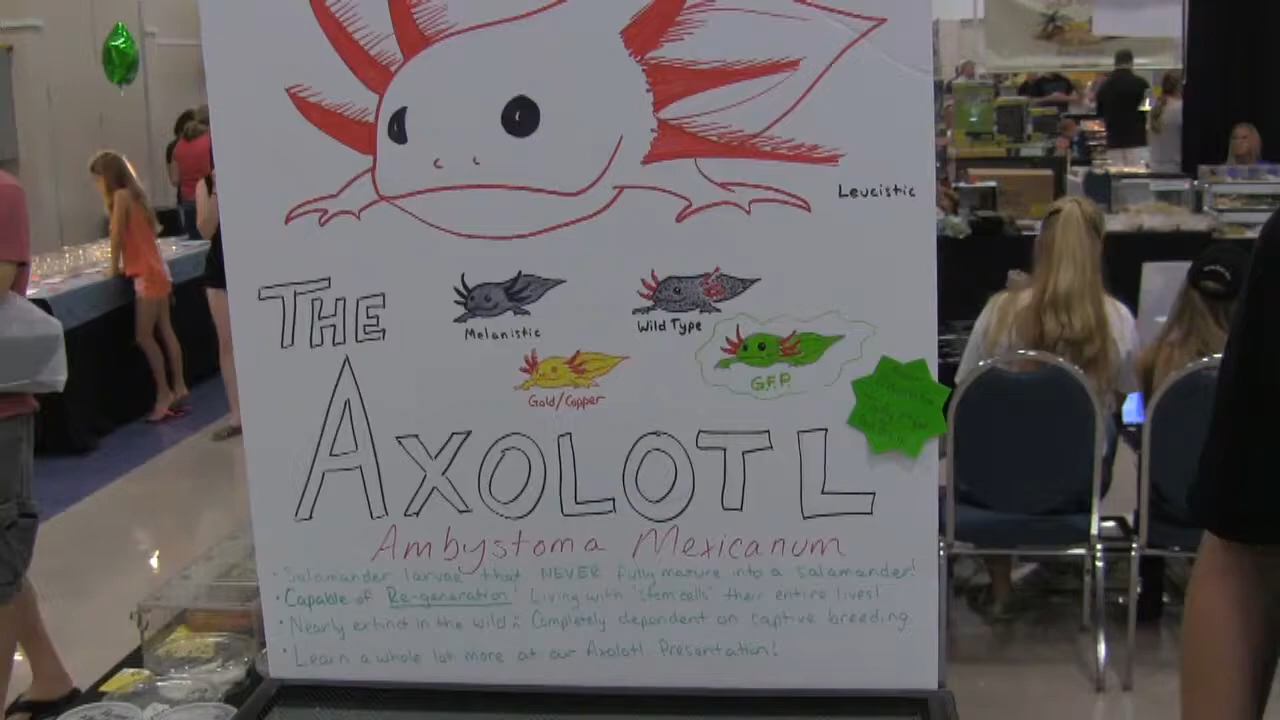 Leucistic
THE
Melanistic
Wild Type
Gold/Copper
G.F.P.
AXOLOTL
Ambystoma Mexicanum
· Salamander larvae that NEVER fully mature into a salamander!
· Capable of Re-generation! Living with "stem cells" their entire lives!
· Nearly extinct in the wild :( Completely dependent on captive breeding.
· Learn a whole lot more at our Axolotl Presentation!